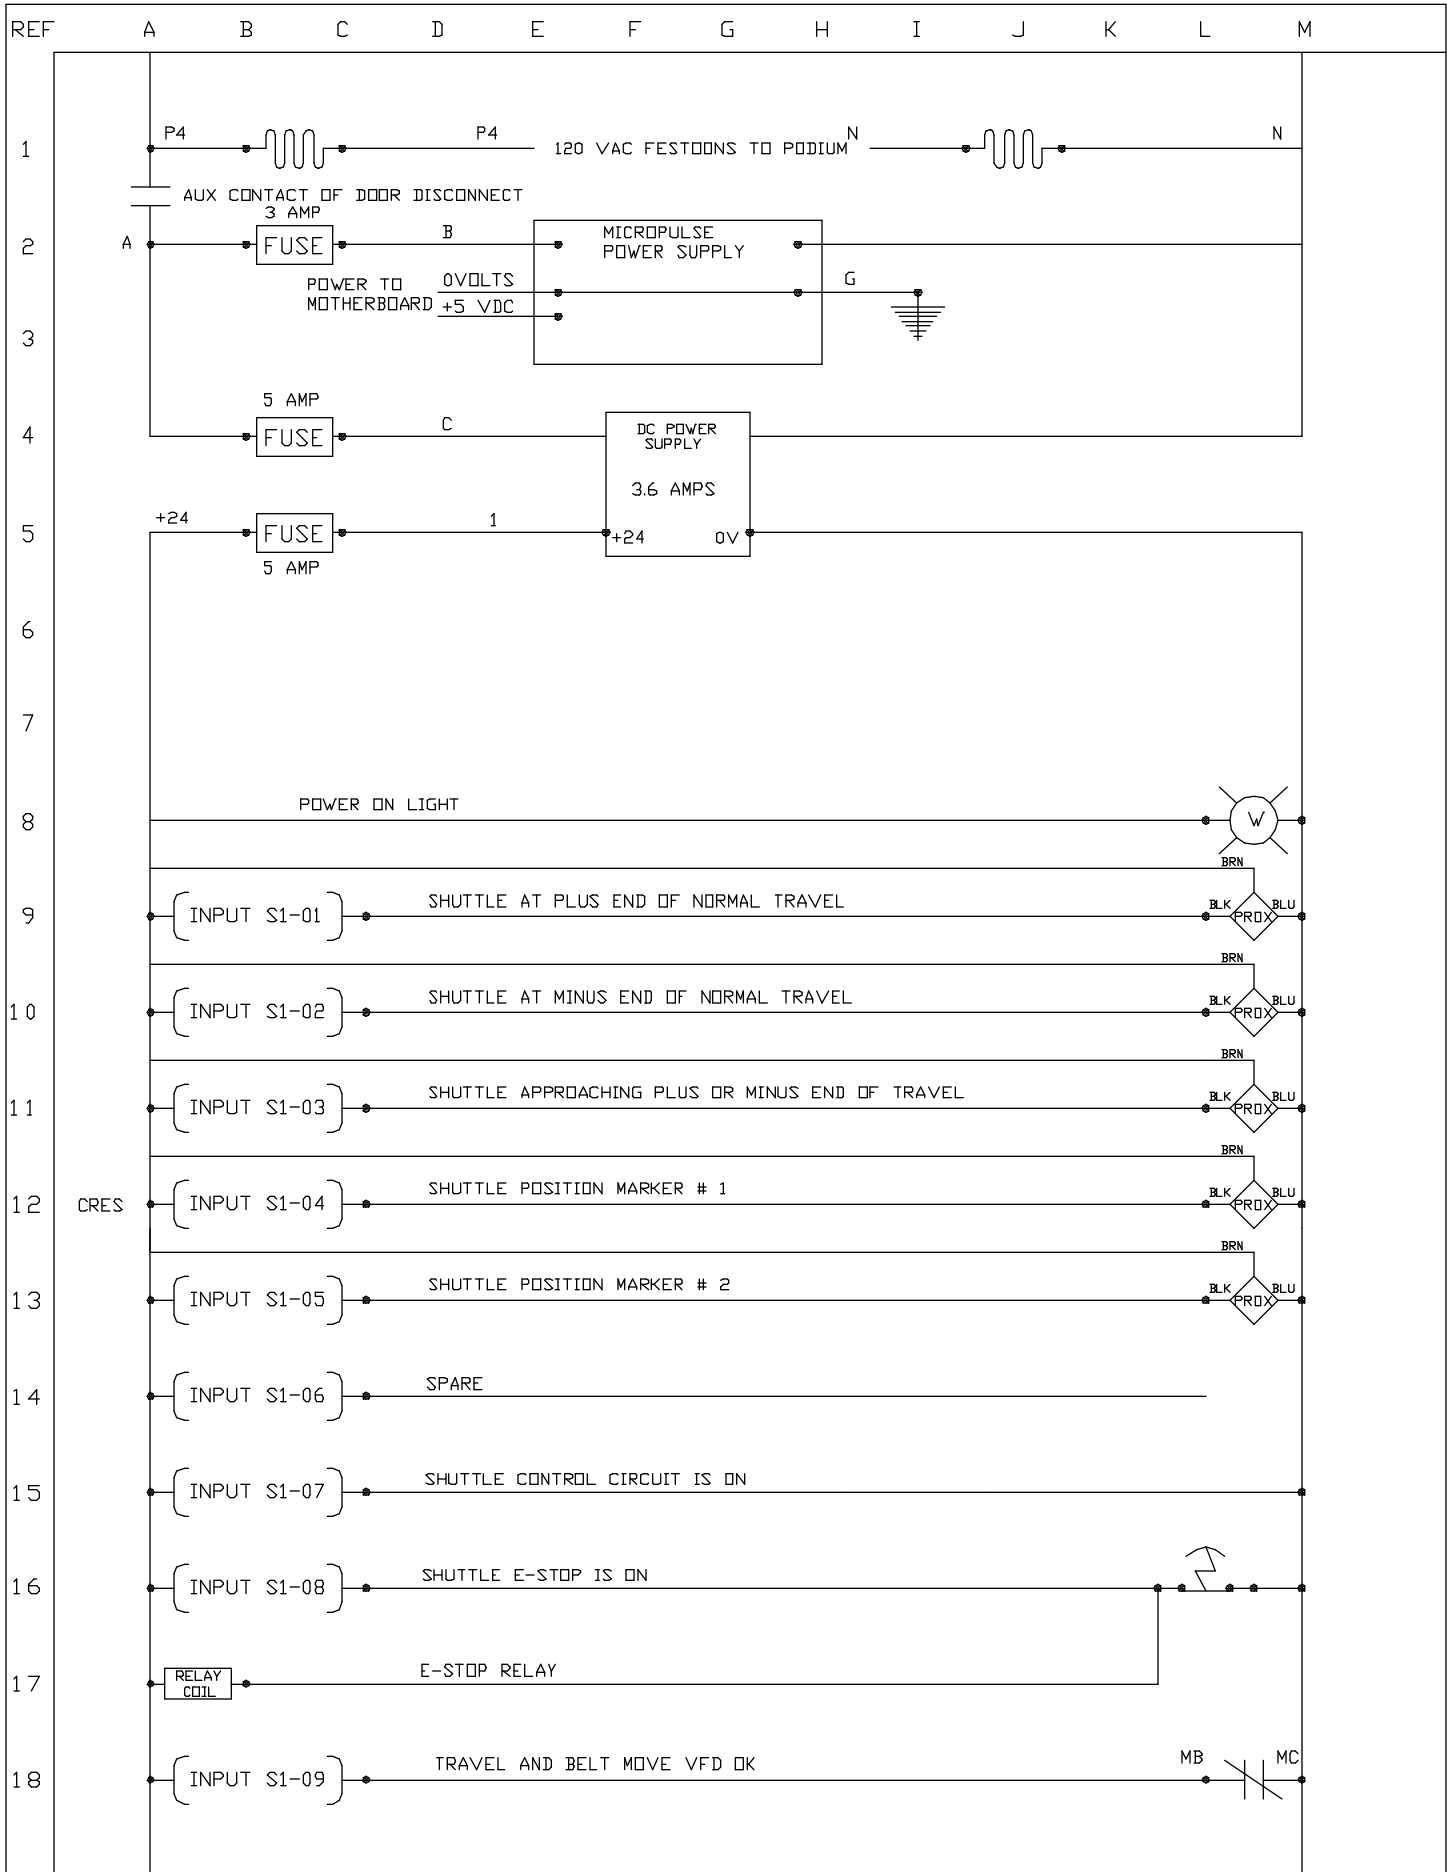 REF A B C D E F G H I J K L M
1 P4 P4 120 VAC FESTOONS TO PODIUM N N
AUX CONTACT OF DOOR DISCONNECT
3 AMP
2 A FUSE B MICROPULSE
POWER SUPPLY
POWER TO
MOTHERBOARD
0VOLTS G
+5 VDC
3
5 AMP
4 FUSE C DC POWER
SUPPLY
3.6 AMPS
5 +24 FUSE 1 +24 0V
5 AMP
6
7
POWER ON LIGHT
8 W
BRN
SHUTTLE AT PLUS END OF NORMAL TRAVEL
9 INPUT S1-01 BLK PROX BLU
BRN
SHUTTLE AT MINUS END OF NORMAL TRAVEL
10 INPUT S1-02 BLK PROX BLU
BRN
SHUTTLE APPROACHING PLUS OR MINUS END OF TRAVEL
11 INPUT S1-03 BLK PROX BLU
BRN
SHUTTLE POSITION MARKER # 1
12 CRES INPUT S1-04 BLK PROX BLU
BRN
SHUTTLE POSITION MARKER # 2
13 INPUT S1-05 BLK PROX BLU
SPARE
14 INPUT S1-06
SHUTTLE CONTROL CIRCUIT IS ON
15 INPUT S1-07
SHUTTLE E-STOP IS ON
16 INPUT S1-08
E-STOP RELAY
17 RELAY
COIL
TRAVEL AND BELT MOVE VFD OK MB MC
18 INPUT S1-09